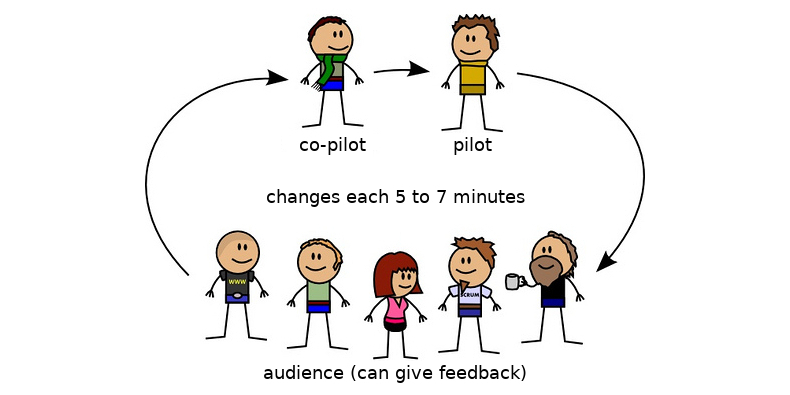 co-pilot
pilot
changes each 5 to 7 minutes
WWW
SCRUM
audience (can give feedback)